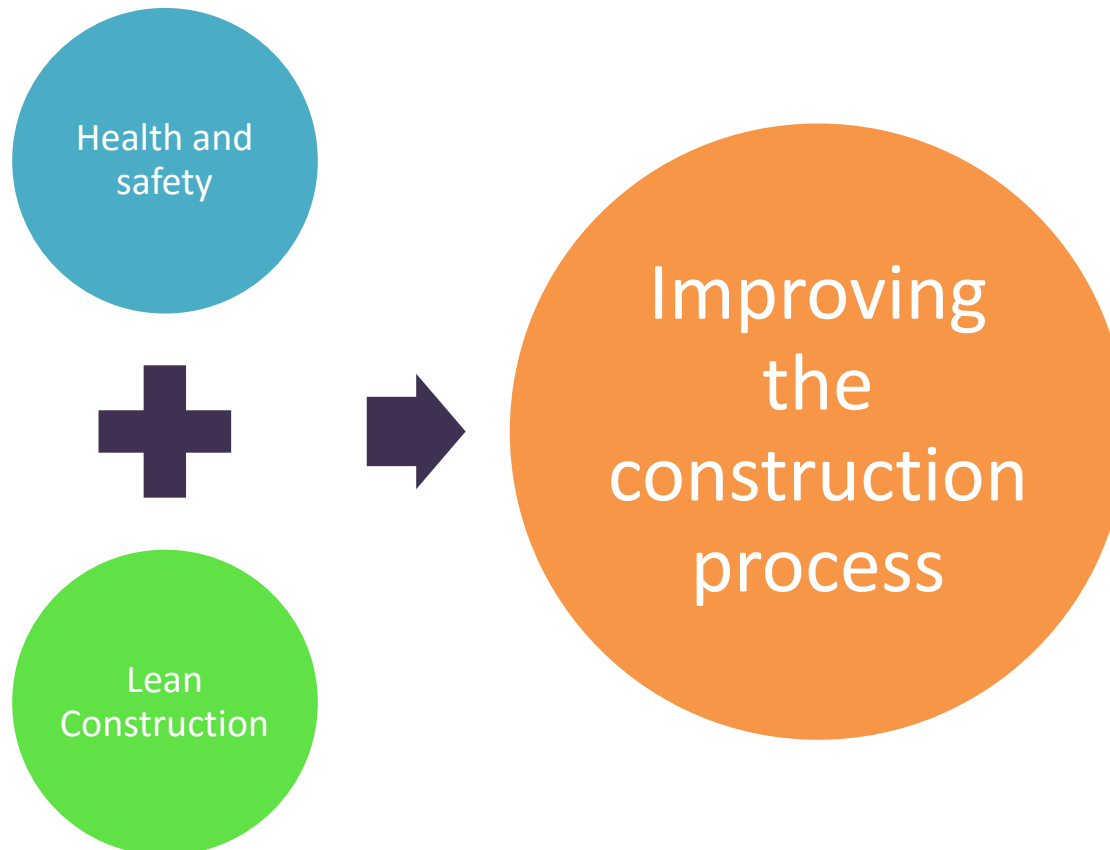 Health and
safety
Lean
Construction
Improving
the
construction
process